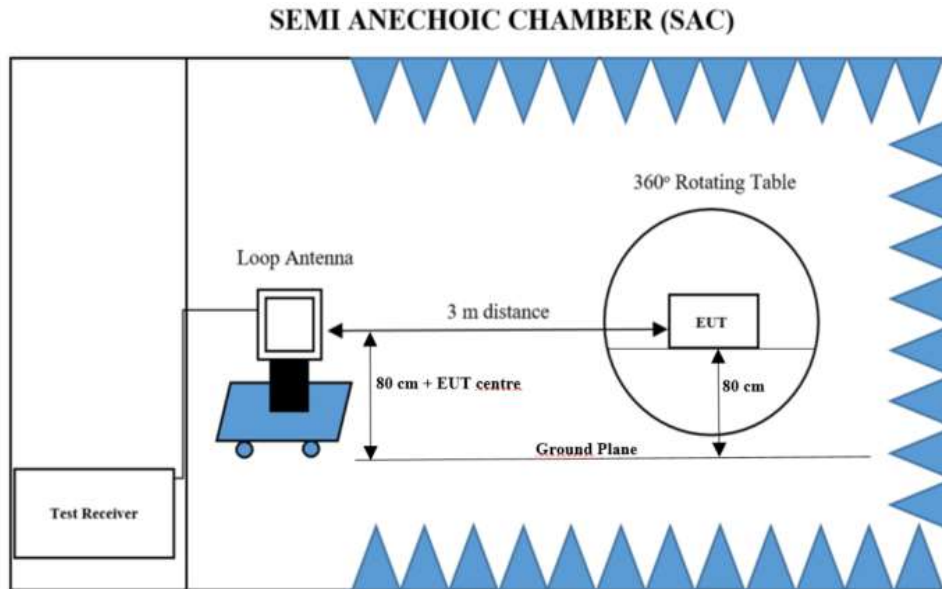 SEMI ANECHOIC CHAMBER (SAC)
360° Rotating Table
Loop Antenna
3 m distance
EUT
80 cm + EUT centre
80 cm
Ground Plane
Test Receiver